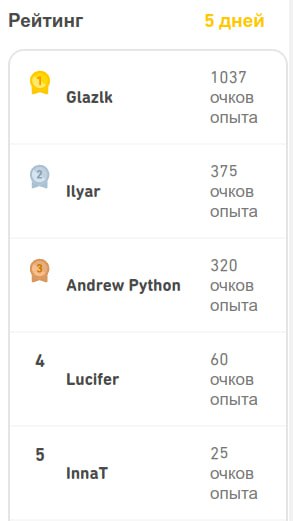 Рейтинг 5 дней
1 1037
Glazlk очков
опыта
2 375
Ilyar очков
опыта
3 320
Andrew Python очков
опыта
4 60
Lucifer очков
опыта
5 25
InnaT очков
опыта